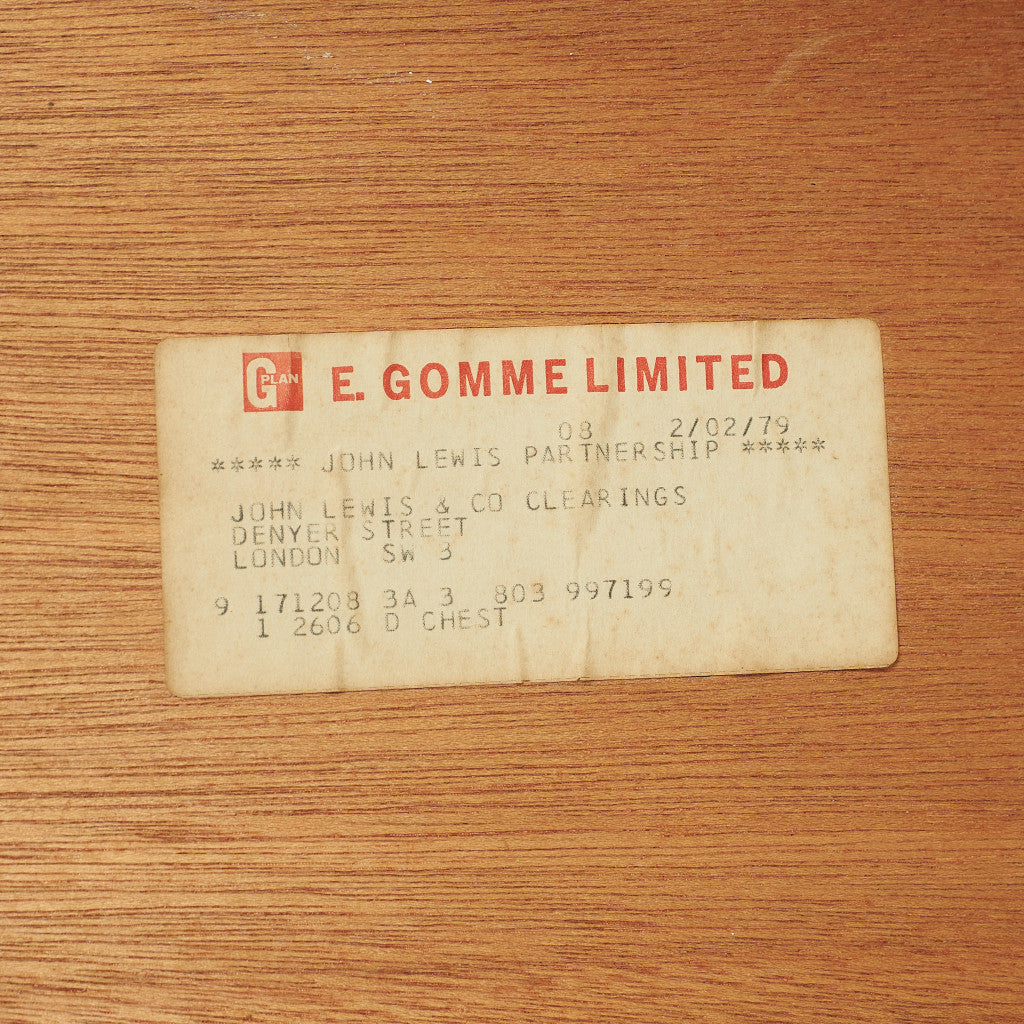 G PLAN E. GOMME LIMITED
08 2/02/79
***** JOHN LEWIS PARTNERSHIP *****
JOHN LEWIS & CO CLEARINGS
DENYER STREET
LONDON SW 3
9 171208 3A 3 803 997199
1 2606 D CHEST